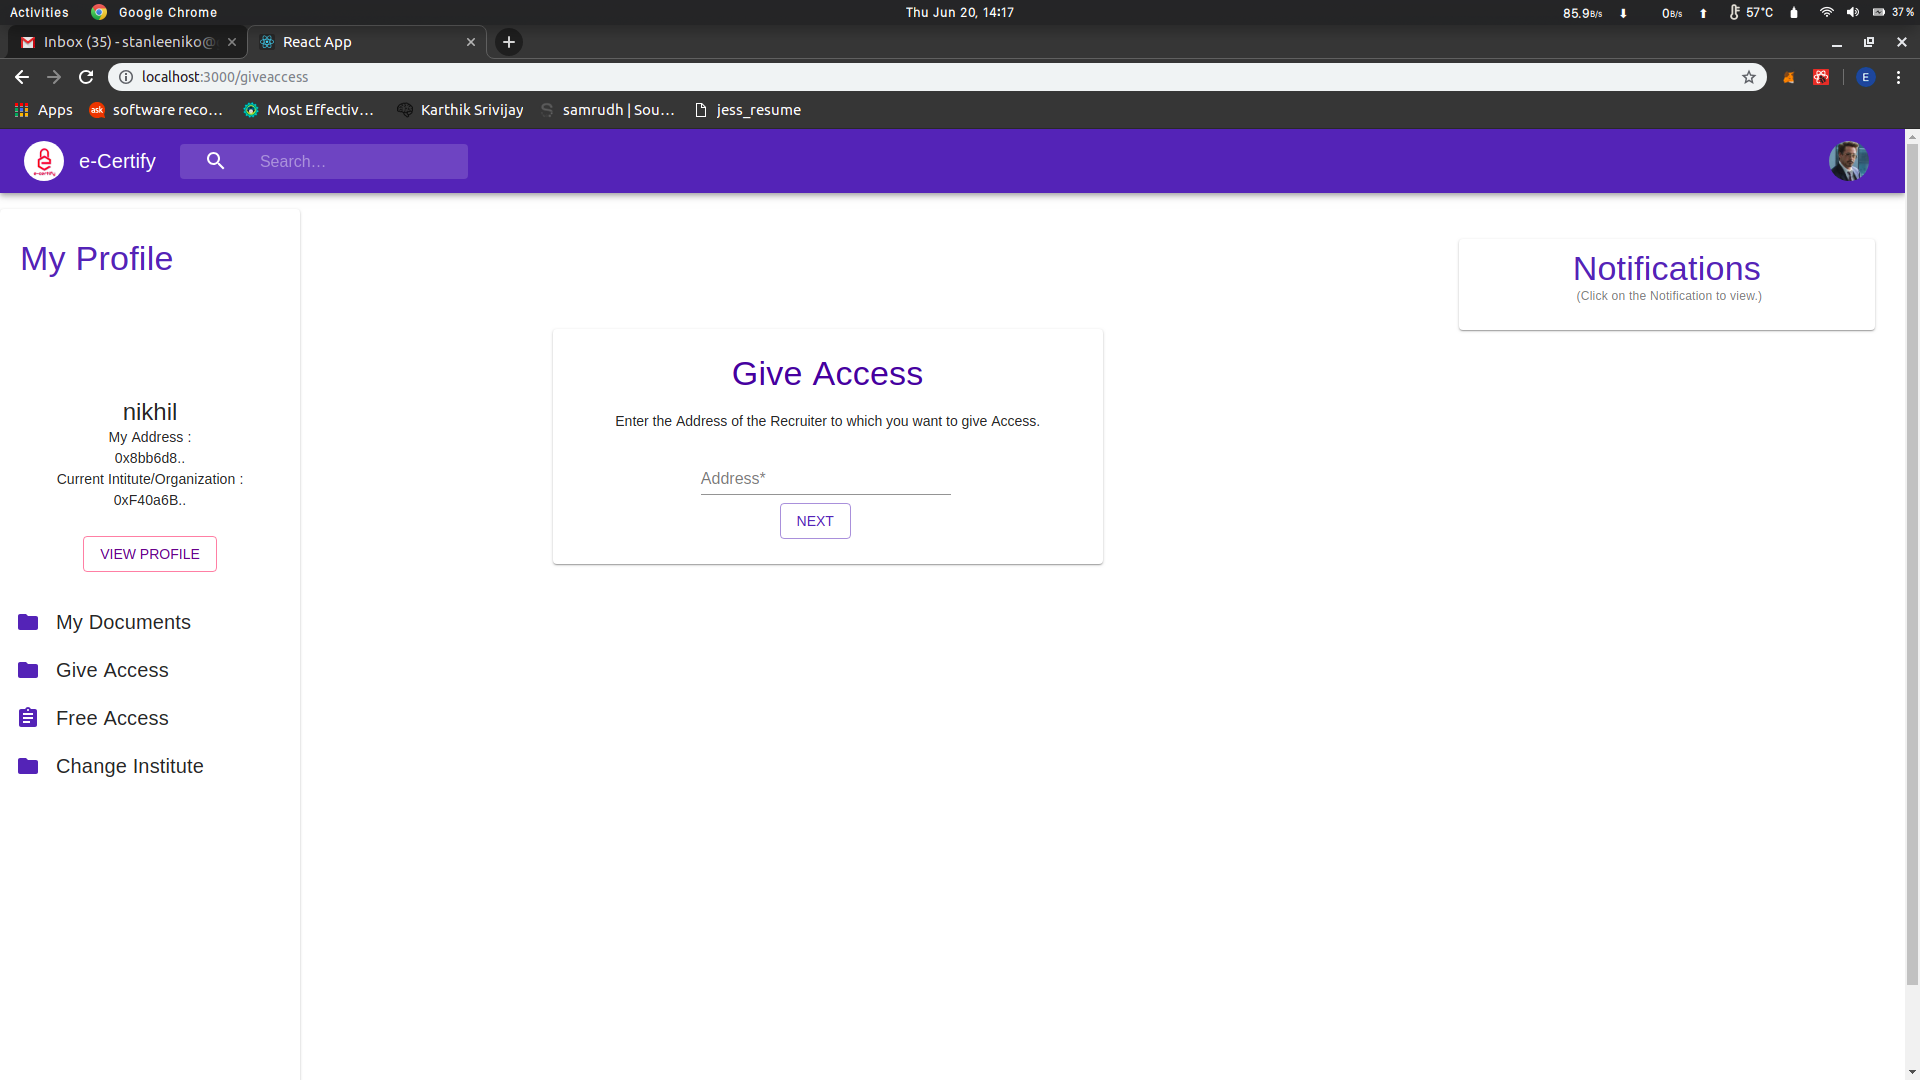 Activities Google Chrome Thu Jun 20, 14:17 85.9B/s 0B/s 57°C 37 %
Inbox (35) - stanleeniko@ React App
localhost:3000/giveaccess E
Apps ask software reco... Most Effectiv... Karthik Srivijay S samrudh | Sou... jess_resume
e-certify e-Certify Search...
My Profile
nikhil
My Address :
0x8bb6d8..
Current Intitute/Organization :
0xF40a6B..
VIEW PROFILE
My Documents
Give Access
Free Access
Change Institute
Give Access
Enter the Address of the Recruiter to which you want to give Access.
Address*
NEXT
Notifications
(Click on the Notification to view.)